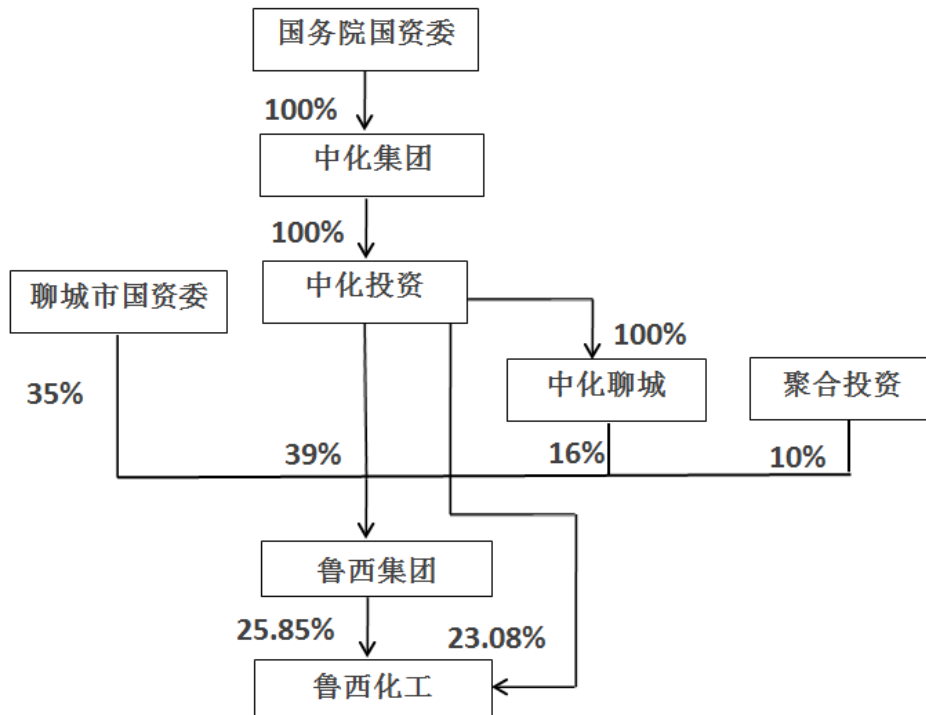 国务院国资委
100%
中化集团
100%
中化投资
聊城市国资委
100%
中化聊城
聚合投资
35%
39%
16%
10%
鲁西集团
25.85%
23.08%
鲁西化工